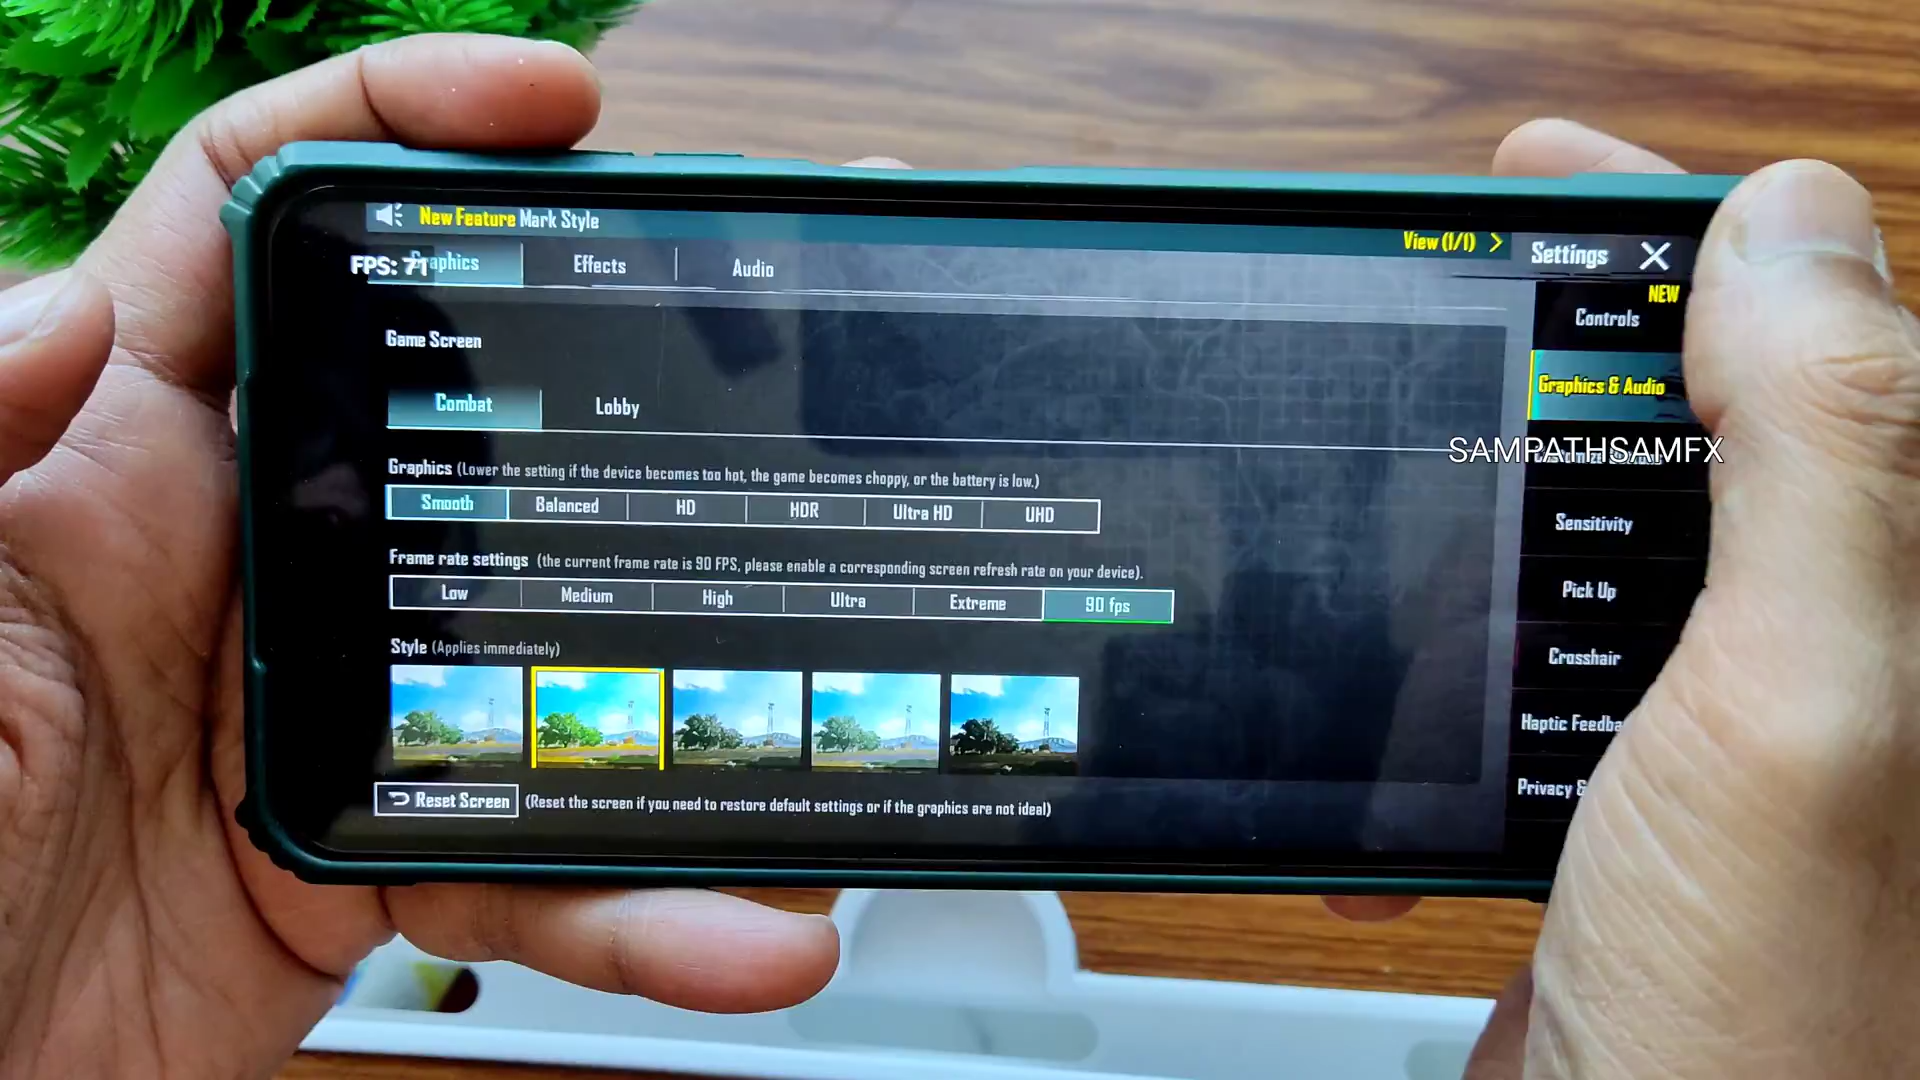 New Feature Mark Style
View (1/1)
Settings
FPS: 71
Graphics
Effects
Audio
NEW
Controls
Game Screen
Graphics & Audio
Combat
Lobby
SAMPATHSAMFX
Graphics (Lower the setting if the device becomes too hot, the game becomes choppy, or the battery is low.)
Smooth
Balanced
HD
HDR
Ultra HD
UHD
Sensitivity
Frame rate settings (the current frame rate is 90 FPS, please enable a corresponding screen refresh rate on your device).
Low
Medium
High
Ultra
Extreme
90 fps
Pick Up
Style (Applies immediately)
Crosshair
Haptic Feedba
Privacy &
Reset Screen (Reset the screen if you need to restore default settings or if the graphics are not ideal)